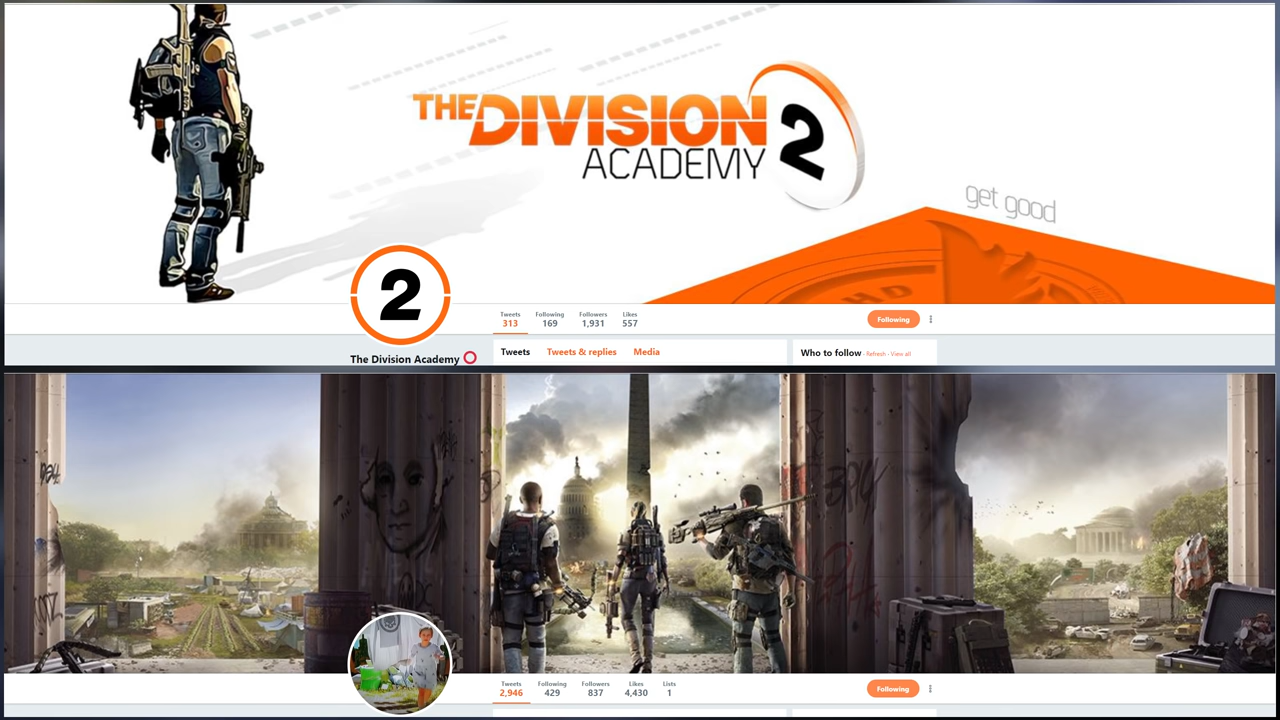 THE DIVISION 2
ACADEMY
get good
HD
2
Tweets Following Followers Likes
313 169 1,931 557
Following
The Division Academy
Tweets Tweets & replies Media
Who to follow · Refresh · View all
Tweets Following Followers Likes Lists
2,946 429 837 4,430 1
Following